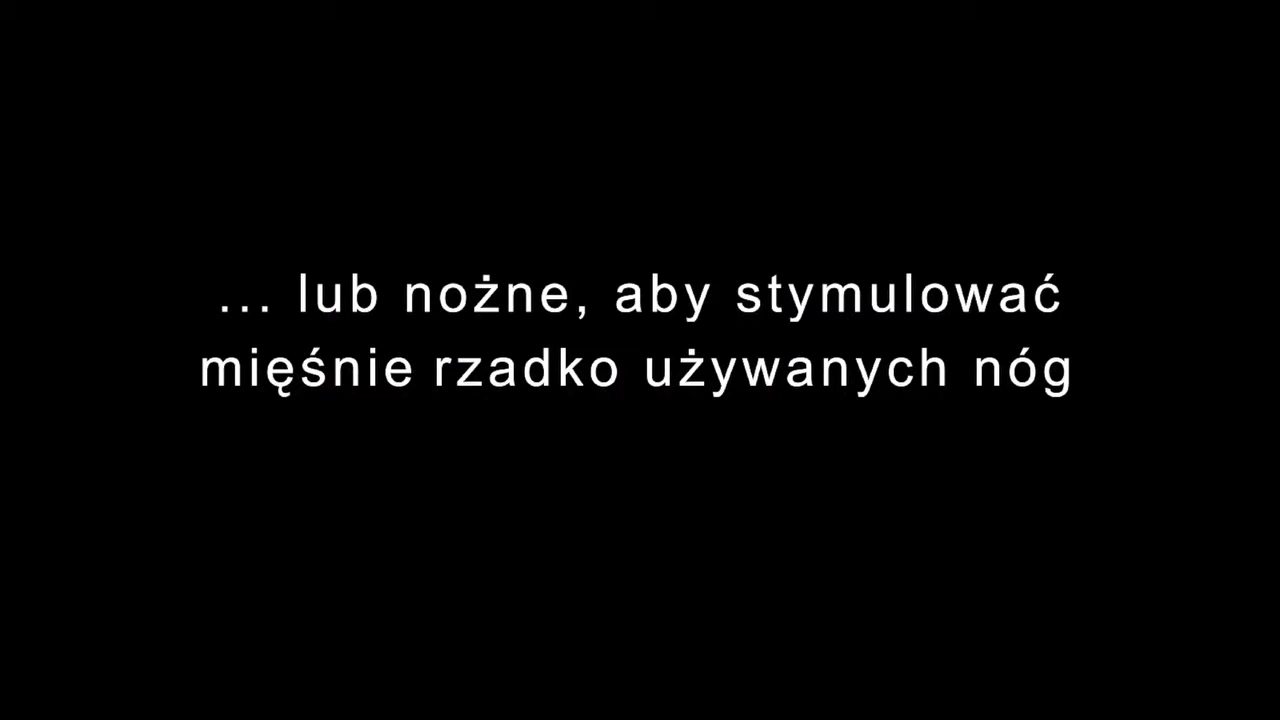 ... lub nożne, aby stymulować
mięśnie rzadko używanych nóg